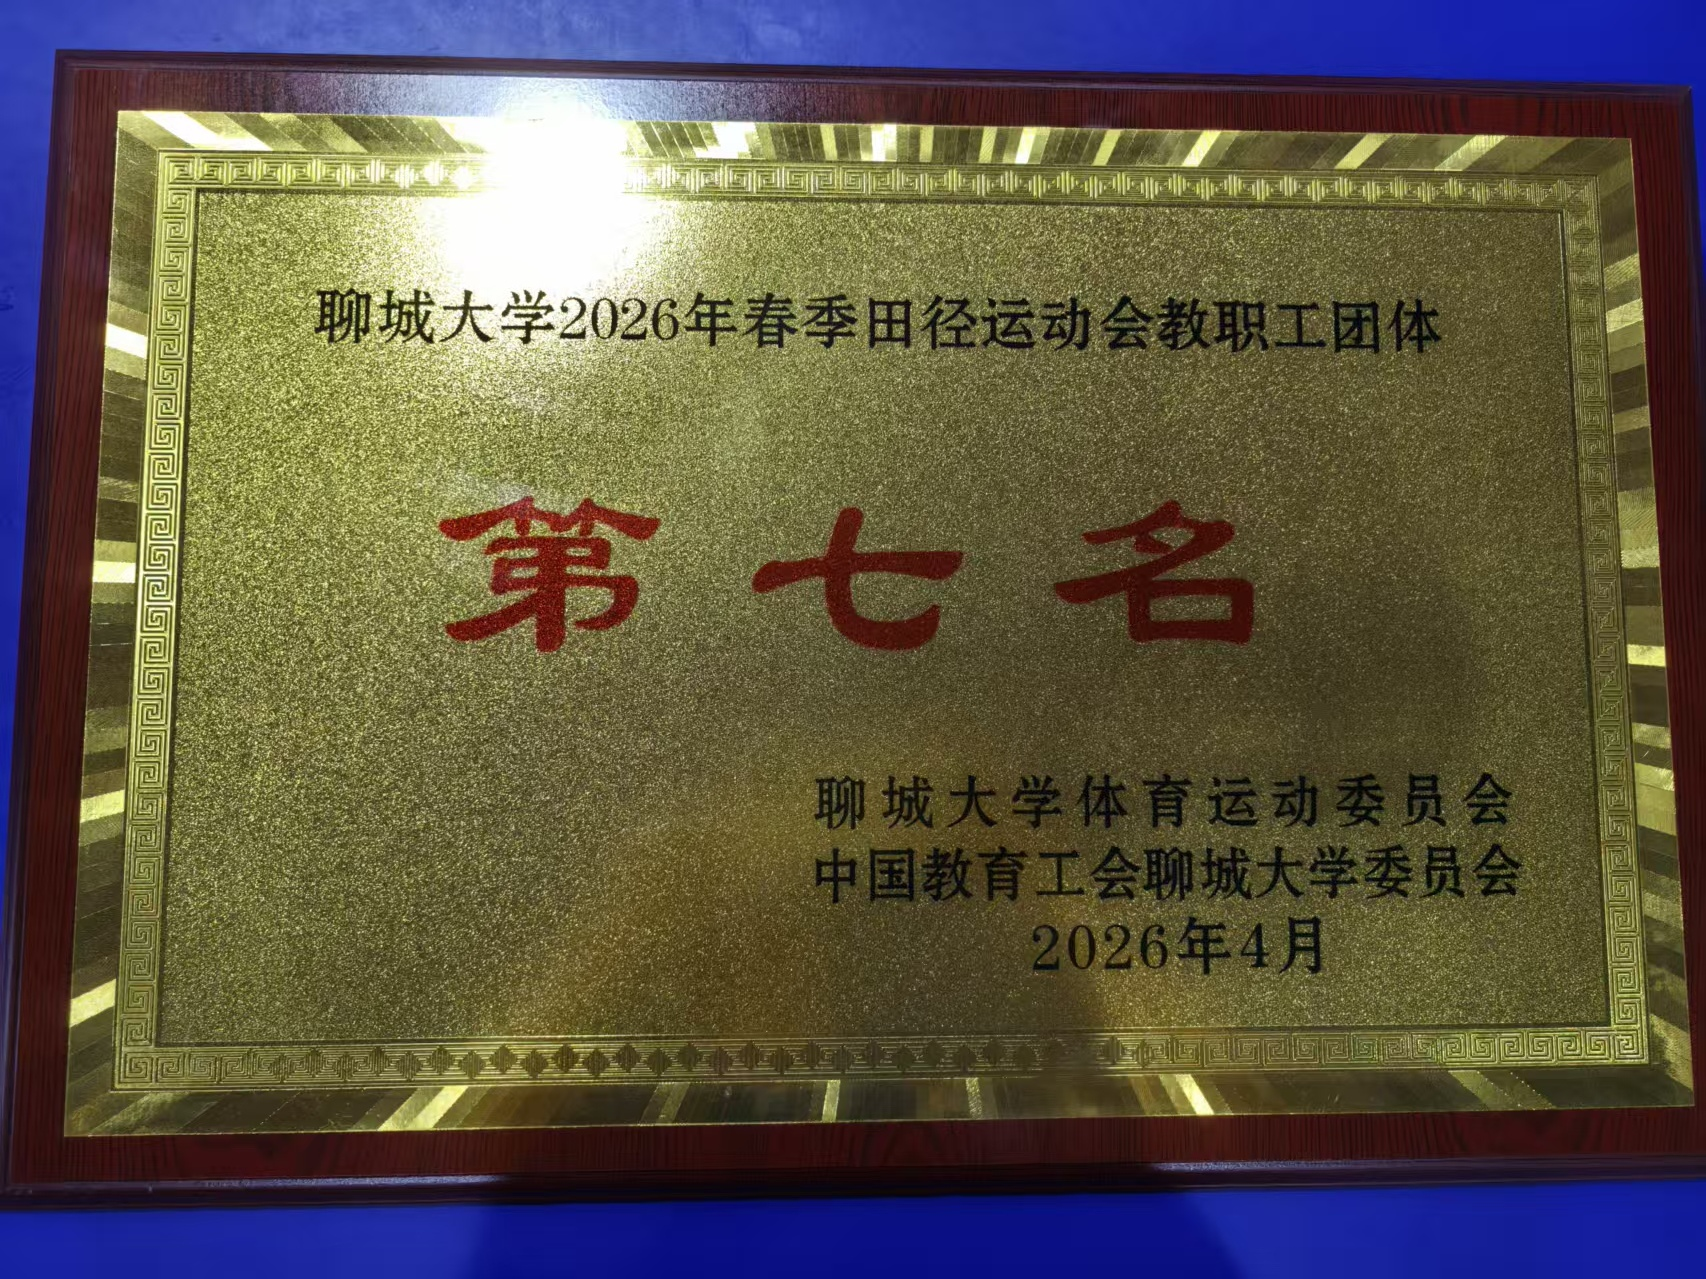 聊城大学2026年春季田径运动会教职工团体
第七名
聊城大学体育运动委员会
中国教育工会聊城大学委员会
2026年4月